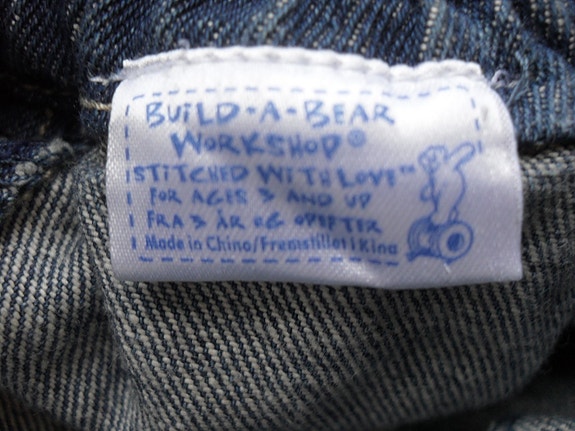 BUILD-A-BEAR
WORKSHOP®
STITCHED WITH LOVE™
FOR AGES 3 AND UP
FRA 3 ÅR OG OPEFTER
Made in China/Fremstillet i Kina